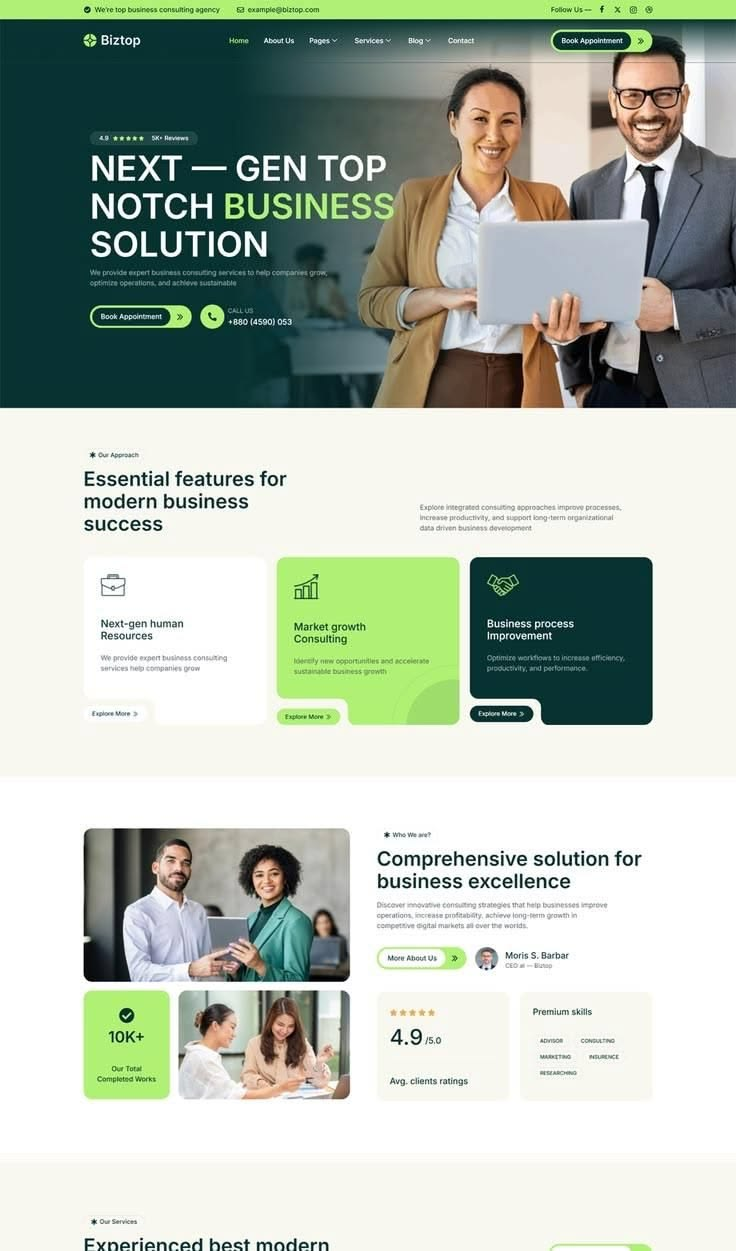 We're top business consulting agency
example@biztop.com
Follow Us —
Biztop
Home
About Us
Pages
Services
Blog
Contact
Book Appointment
4.9
5K+ Reviews
NEXT — GEN TOP
NOTCH BUSINESS
SOLUTION
We provide expert business consulting services to help companies grow,
optimize operations, and achieve sustainable
Book Appointment
CALL US
+880 (4590) 053
Our Approach
Essential features for
modern business
success
Explore integrated consulting approaches improve processes,
increase productivity, and support long-term organizational
data driven business development
Next-gen human
Resources
We provide expert business consulting
services help companies grow
Explore More
Market growth
Consulting
Identify new opportunities and accelerate
sustainable business growth
Explore More
Business process
Improvement
Optimize workflows to increase efficiency,
productivity, and performance.
Explore More
Who We are?
Comprehensive solution for
business excellence
Discover innovative consulting strategies that help businesses improve
operations, increase profitability, achieve long-term growth in
competitive digital markets all over the worlds.
More About Us
Moris S. Barbar
CEO at — Biztop
10K+
Our Total
Completed Works
4.9 /5.0
Avg. clients ratings
Premium skills
ADVISOR
CONSULTING
MARKETING
INSURENCE
RESEARCHING
Our Services
Experienced best modern